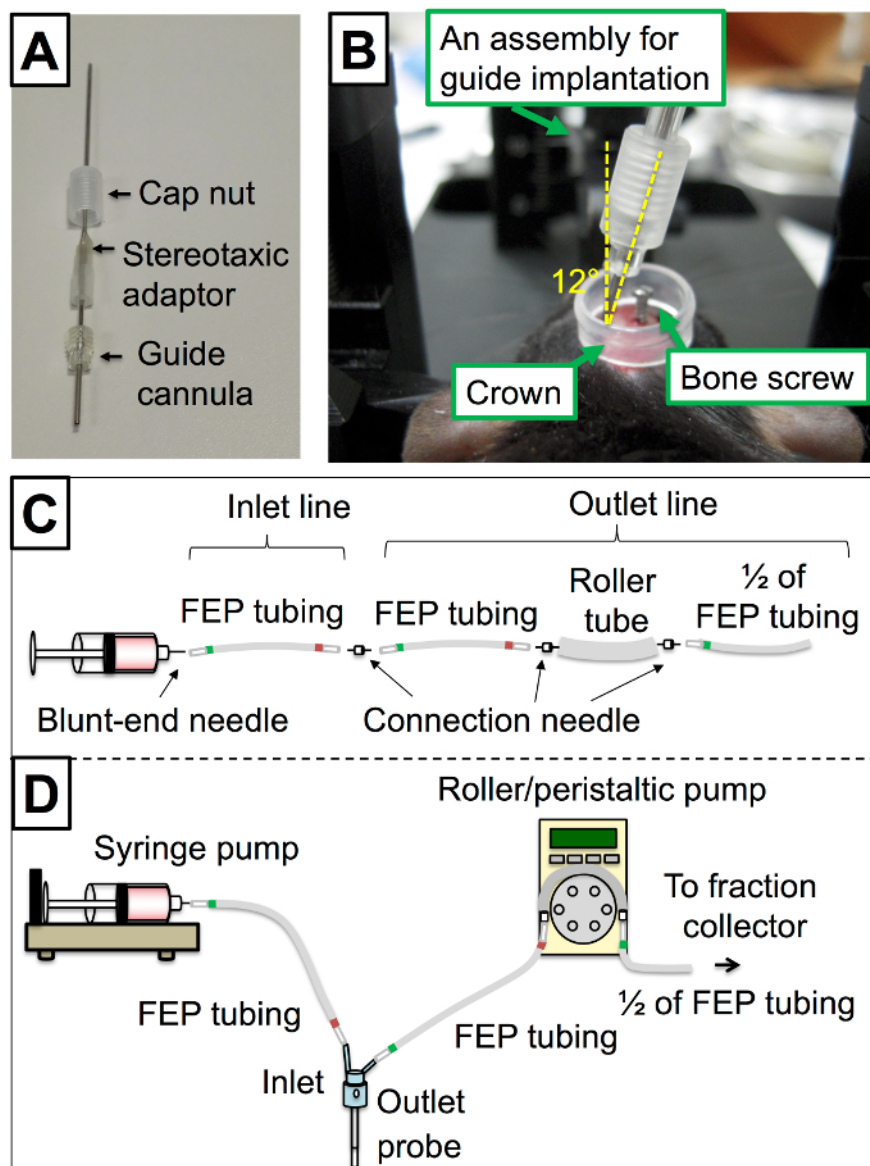 A
Cap nut
Stereotaxic
adaptor
Guide
cannula
B
An assembly for
guide implantation
12°
Crown
Bone screw
C
Inlet line
Outlet line
FEP tubing
FEP tubing
Roller
tube
½ of
FEP tubing
Blunt-end needle
Connection needle
D
Roller/peristaltic pump
Syringe pump
To fraction
collector
½ of FEP tubing
FEP tubing
FEP tubing
Inlet
Outlet
probe